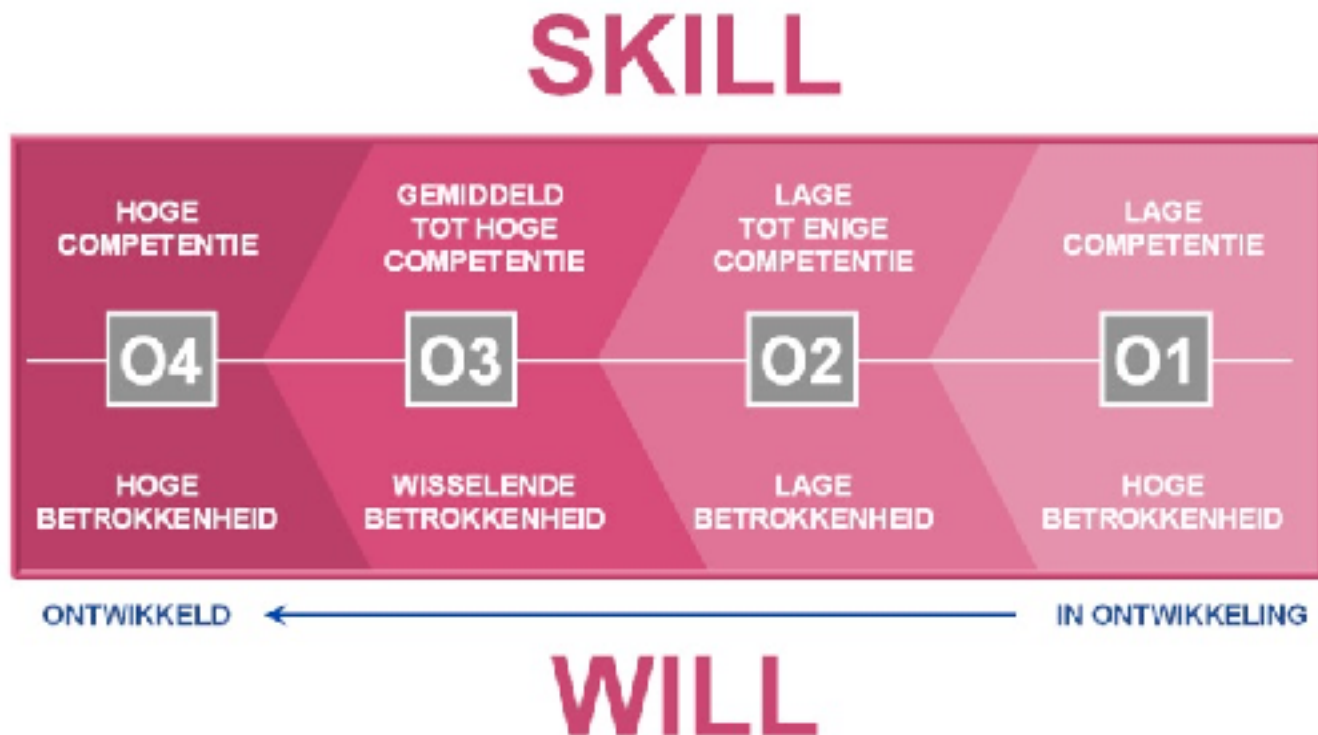 SKILL
HOGE
COMPETENTIE
GEMIDDELD
TOT HOGE
COMPETENTIE
LAGE
TOT ENIGE
COMPETENTIE
LAGE
COMPETENTIE
O4
O3
O2
O1
HOGE
BETROKKENHEID
WISSELENDE
BETROKKENHEID
LAGE
BETROKKENHEID
HOGE
BETROKKENHEID
ONTWIKKELD
IN ONTWIKKELING
WILL